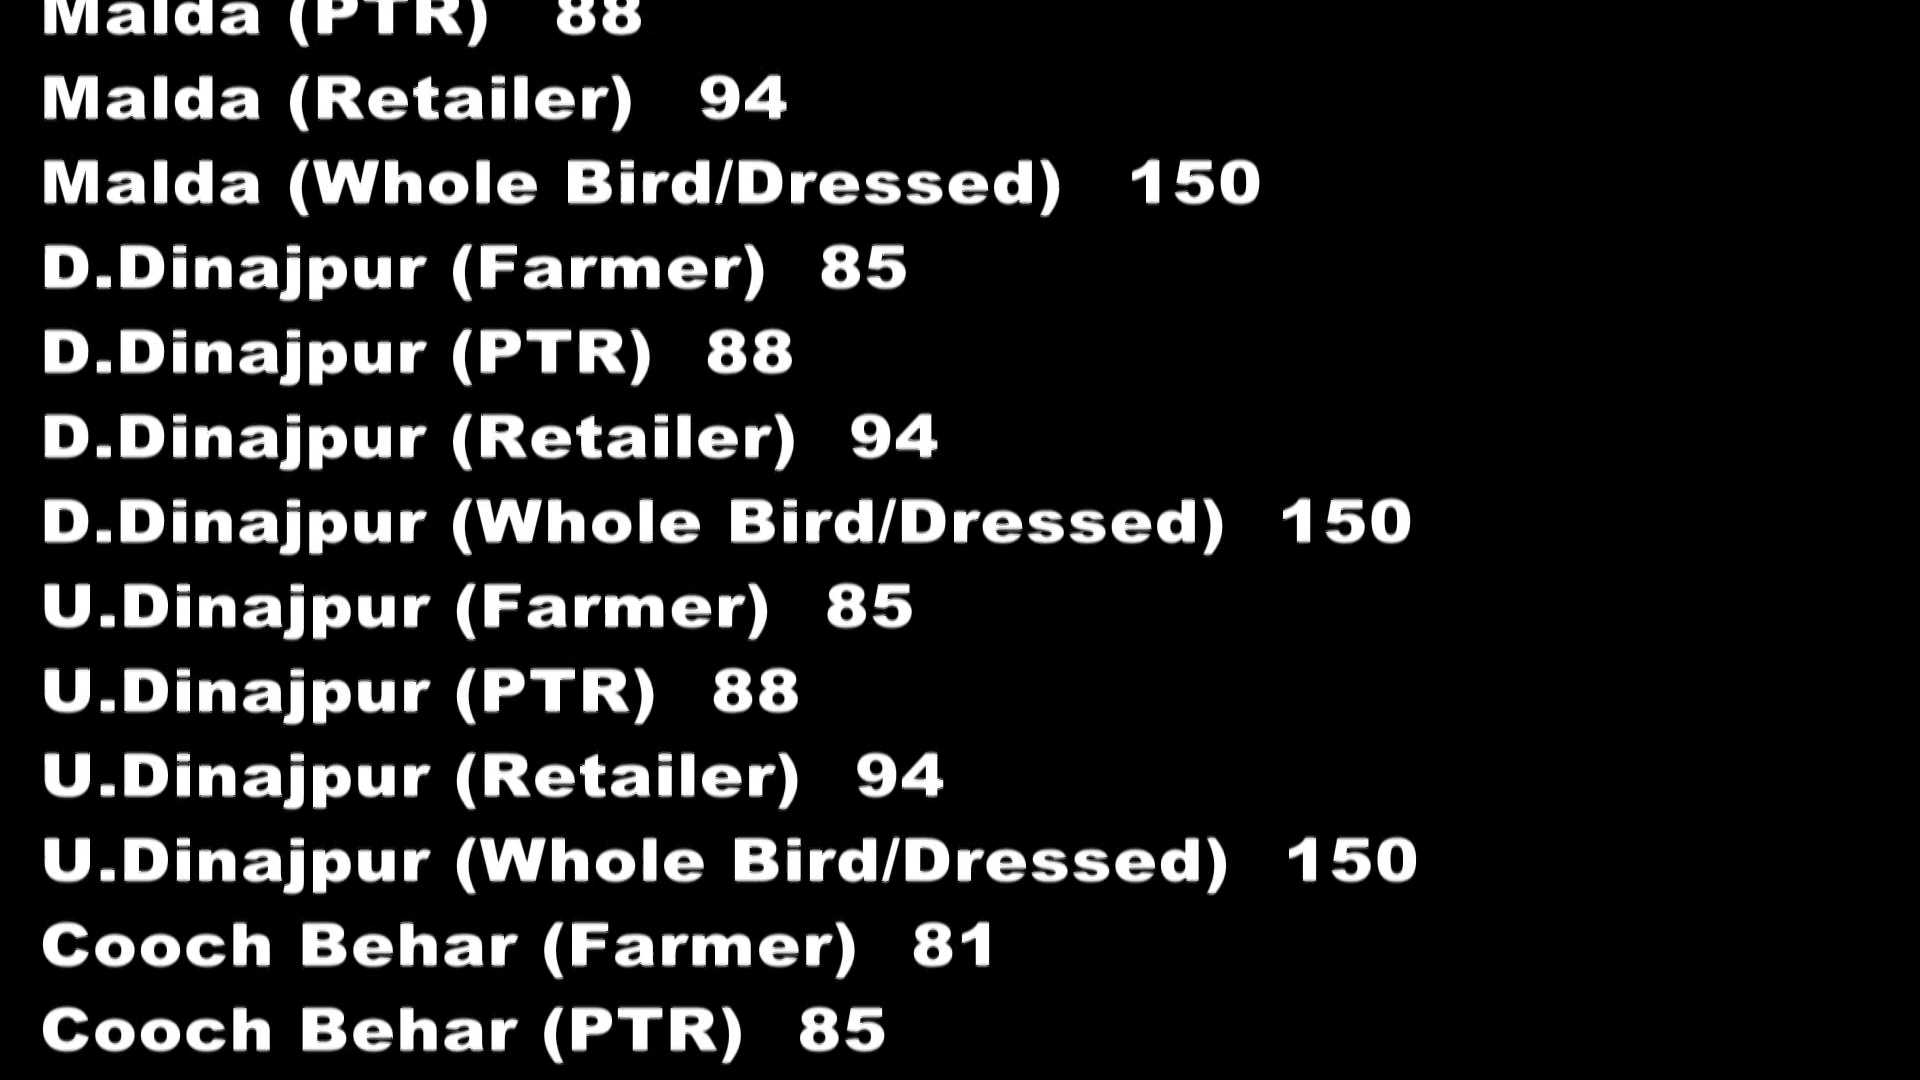 Malda (PTR) 88
Malda (Retailer) 94
Malda (Whole Bird/Dressed) 150
D.Dinajpur (Farmer) 85
D.Dinajpur (PTR) 88
D.Dinajpur (Retailer) 94
D.Dinajpur (Whole Bird/Dressed) 150
U.Dinajpur (Farmer) 85
U.Dinajpur (PTR) 88
U.Dinajpur (Retailer) 94
U.Dinajpur (Whole Bird/Dressed) 150
Cooch Behar (Farmer) 81
Cooch Behar (PTR) 85